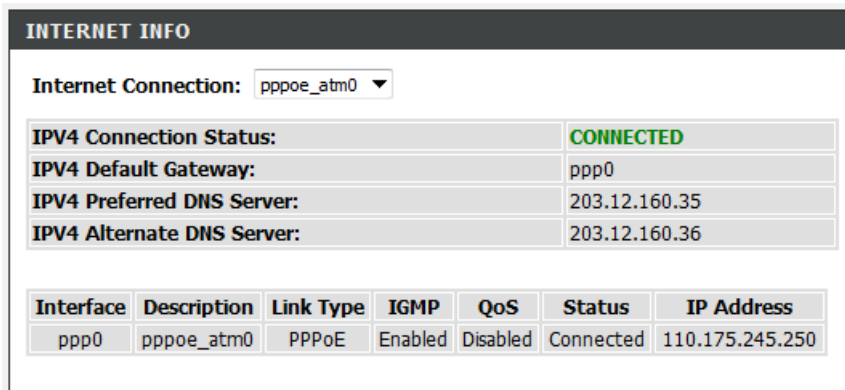 INTERNET INFO
Internet Connection: pppoe_atm0
IPV4 Connection Status: CONNECTED
IPV4 Default Gateway: ppp0
IPV4 Preferred DNS Server: 203.12.160.35
IPV4 Alternate DNS Server: 203.12.160.36
Interface Description Link Type IGMP QoS Status IP Address
ppp0 pppoe_atm0 PPPoE Enabled Disabled Connected 110.175.245.250